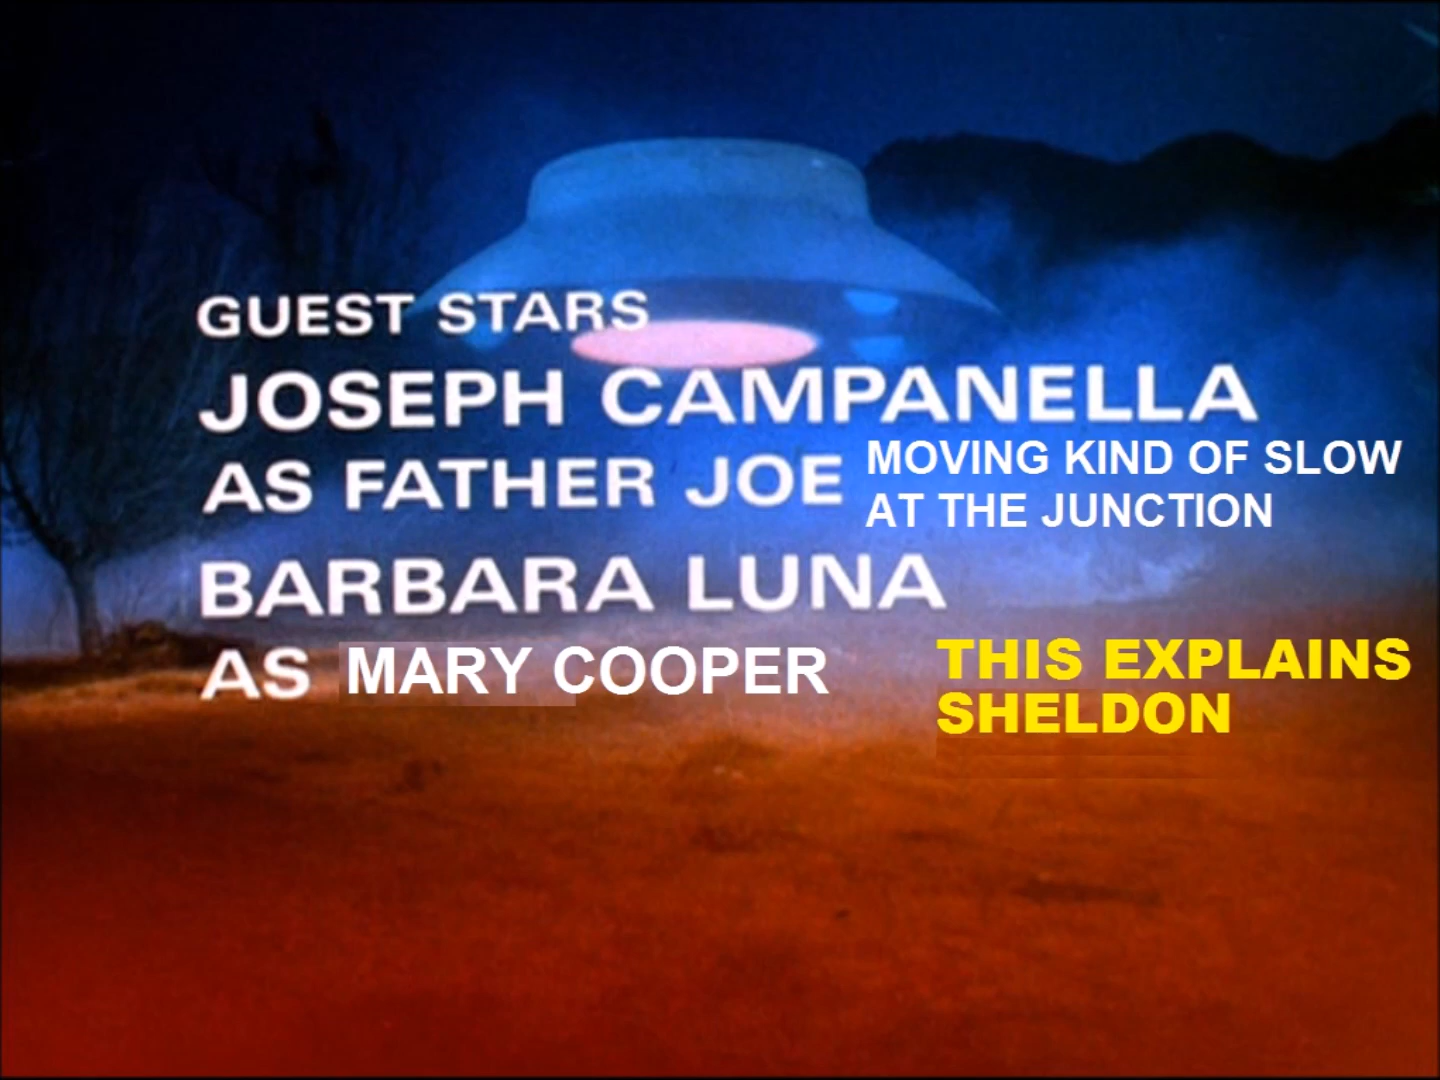 GUEST STARS
JOSEPH CAMPANELLA
AS FATHER JOE
MOVING KIND OF SLOW
AT THE JUNCTION
BARBARA LUNA
AS MARY COOPER
THIS EXPLAINS
SHELDON